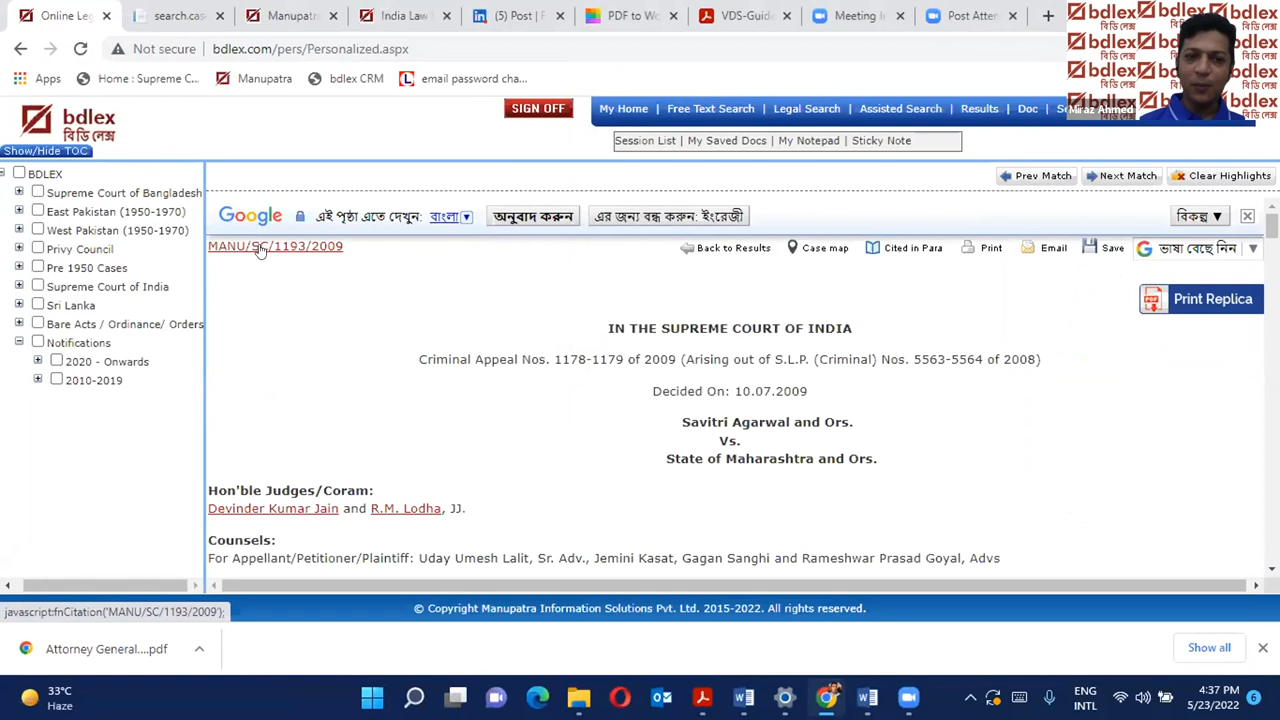 Online Leg
search.cas
Manupatra
India Law
(4) Post | F
PDF to Wo
VDS-Guide
Meeting I
Post Atten
Not secure | bdlex.com/pers/Personalized.aspx
Apps
Home : Supreme C...
Manupatra
bdlex CRM
email password cha...
bdlex
বিডি লেক্স
বিডি লেক্স
Miraz Ahmed
SIGN OFF
My Home | Free Text Search | Legal Search | Assisted Search | Results | Doc |
Session List | My Saved Docs | My Notepad | Sticky Note
Show/Hide TOC
BDLEX
Supreme Court of Bangladesh
East Pakistan (1950-1970)
West Pakistan (1950-1970)
Privy Council
Pre 1950 Cases
Supreme Court of India
Sri Lanka
Bare Acts / Ordinance/ Orders
Notifications
2020 - Onwards
2010-2019
Prev Match
Next Match
Clear Highlights
Google এই পৃষ্ঠা এতে দেখুন: বাংলা অনুবাদ করুন এর জন্য বন্ধ করুন: ইংরেজী বিকল্প ▼
MANU/SC/1193/2009
Back to Results
Case map
Cited in Para
Print
Email
Save
ভাষা বেছে নিন
Print Replica
IN THE SUPREME COURT OF INDIA
Criminal Appeal Nos. 1178-1179 of 2009 (Arising out of S.L.P. (Criminal) Nos. 5563-5564 of 2008)
Decided On: 10.07.2009
Savitri Agarwal and Ors.
Vs.
State of Maharashtra and Ors.
Hon'ble Judges/Coram:
Devinder Kumar Jain and R.M. Lodha, JJ.
Counsels:
For Appellant/Petitioner/Plaintiff: Uday Umesh Lalit, Sr. Adv., Jemini Kasat, Gagan Sanghi and Rameshwar Prasad Goyal, Advs
javascript:fnCitation('MANU/SC/1193/2009');
© Copyright Manupatra Information Solutions Pvt. Ltd. 2015-2022. All rights reserved.
Attorney General....pdf
Show all
33°C
Haze
ENG
INTL
4:37 PM
5/23/2022
6